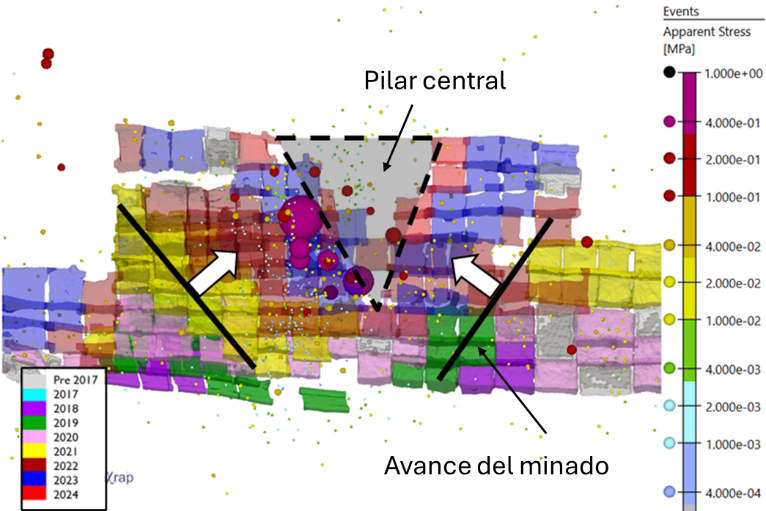 Events
Apparent Stress
[MPa]
1.000e+00
4.000e-01
2.000e-01
1.000e-01
4.000e-02
2.000e-02
1.000e-02
4.000e-03
2.000e-03
1.000e-03
4.000e-04
Pilar central
Avance del minado
Pre 2017
2017
2018
2019
2020
2021
2022
2023
2024